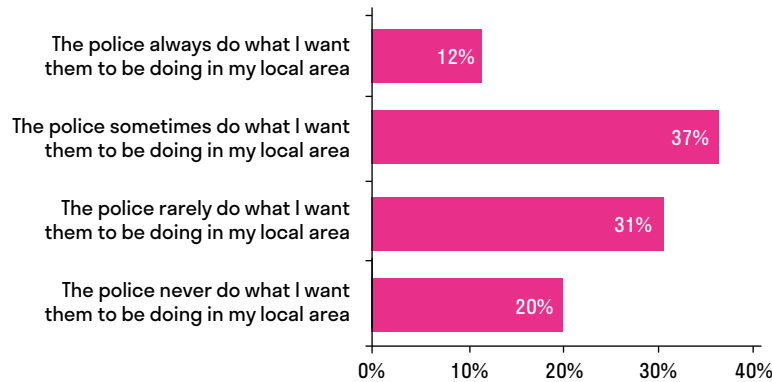 The police always do what I want
them to be doing in my local area
12%
The police sometimes do what I want
them to be doing in my local area
37%
The police rarely do what I want
them to be doing in my local area
31%
The police never do what I want
them to be doing in my local area
20%
0% 10% 20% 30% 40%